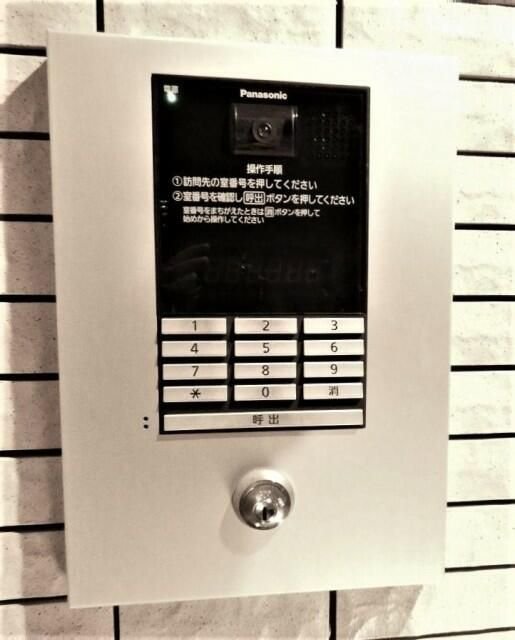 電源
Panasonic
操作手順
①訪問先の室番号を押してください
②室番号を確認し呼出ボタンを押してください
室番号をまちがえたときは消ボタンを押して
始めから操作してください
1 2 3
4 5 6
7 8 9
* 0 消
呼出